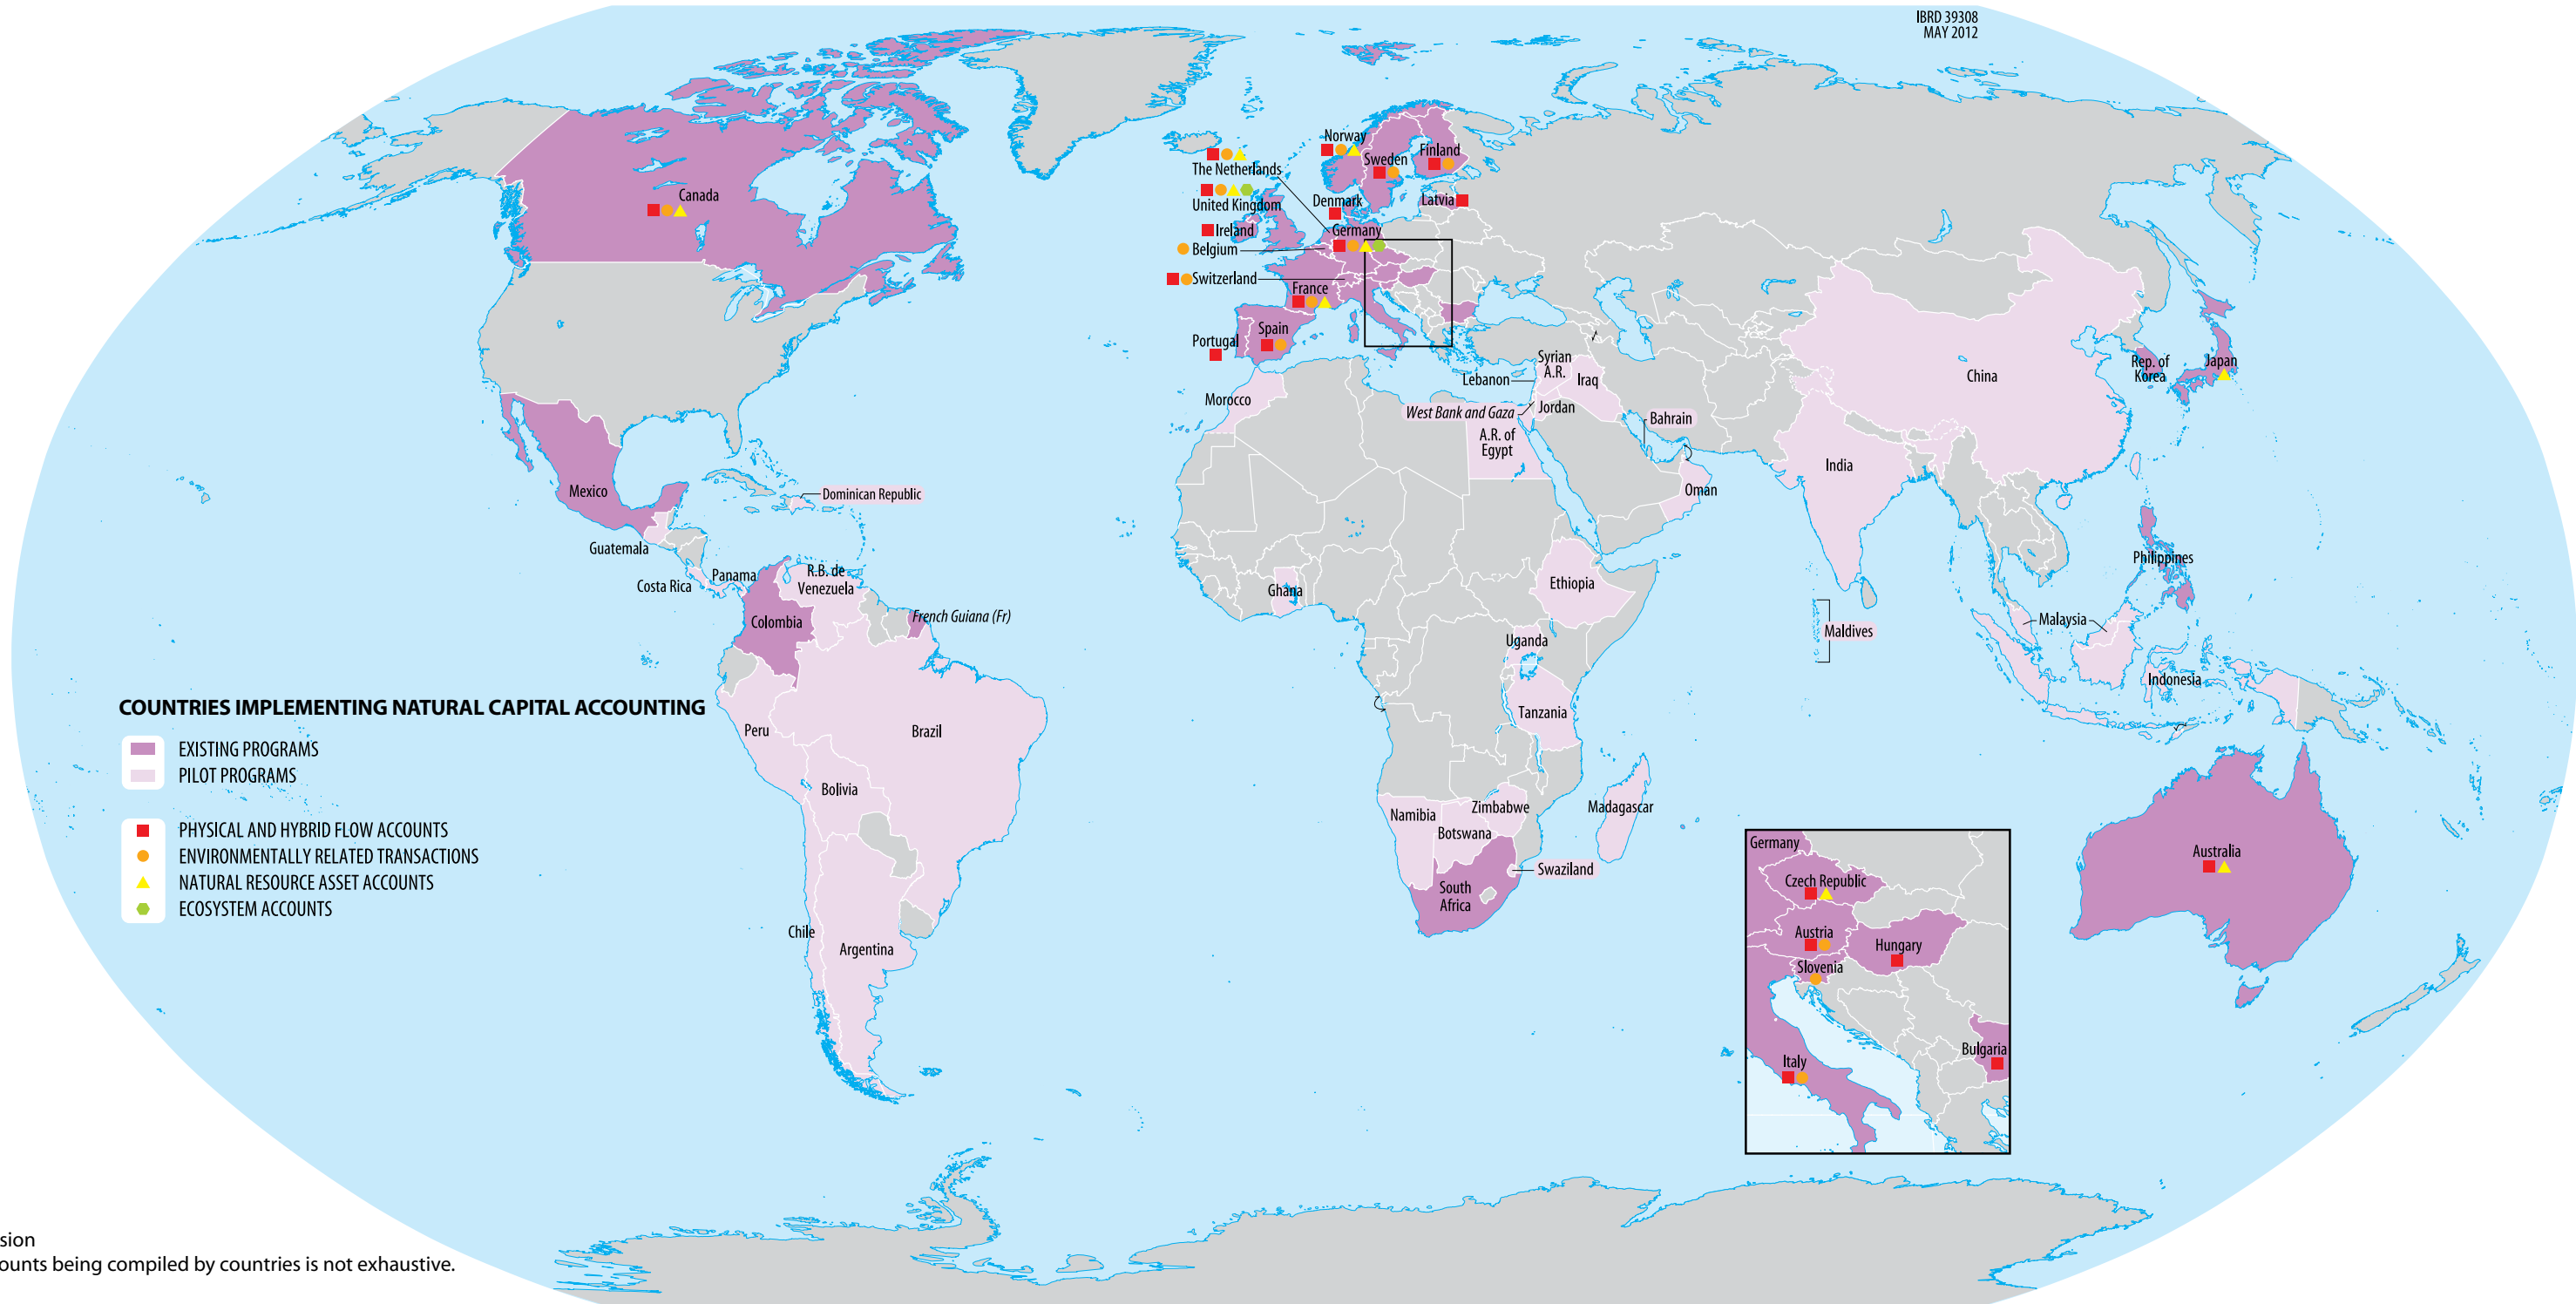 IBRD 39308
MAY 2012
Canada
Norway
Sweden
Finland
The Netherlands
United Kingdom
Denmark
Latvia
Ireland
Germany
Belgium
Switzerland
France
Portugal
Spain
Syrian
A.R.
Lebanon
Iraq
Morocco
West Bank and Gaza
Jordan
Bahrain
A.R. of
Egypt
Oman
China
India
Rep. of
Korea
Japan
Mexico
Dominican Republic
Guatemala
Costa Rica
Panama
R.B. de
Venezuela
Colombia
French Guiana (Fr)
Ghana
Ethiopia
Uganda
Tanzania
Maldives
Malaysia
Philippines
Indonesia
Peru
Brazil
Bolivia
Chile
Argentina
Namibia
Zimbabwe
Botswana
Madagascar
Swaziland
South
Africa
Australia
COUNTRIES IMPLEMENTING NATURAL CAPITAL ACCOUNTING
EXISTING PROGRAMS
PILOT PROGRAMS
PHYSICAL AND HYBRID FLOW ACCOUNTS
ENVIRONMENTALLY RELATED TRANSACTIONS
NATURAL RESOURCE ASSET ACCOUNTS
ECOSYSTEM ACCOUNTS
Germany
Czech Republic
Austria
Hungary
Slovenia
Bulgaria
Italy
sion
ounts being compiled by countries is not exhaustive.